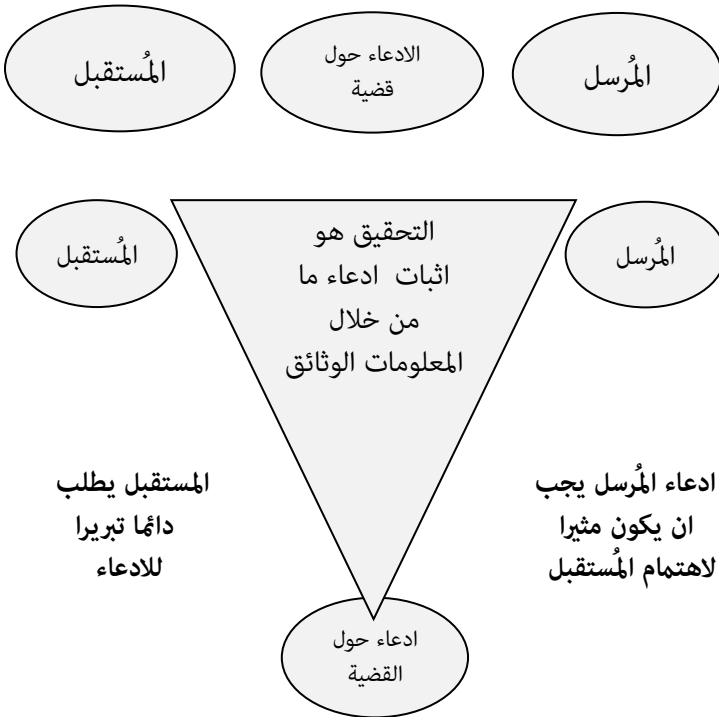 المُرسل
الادعاء حول
قضية
المُستقبل
المُرسل
التحقيق هو
اثبات ادعاء ما
من خلال
المعلومات الوثائق
المُستقبل
ادعاء المُرسل يجب
ان يكون مثيرا
لاهتمام المُستقبل
المستقبل يطلب
دائما تبريرا
للادعاء
ادعاء حول
القضية